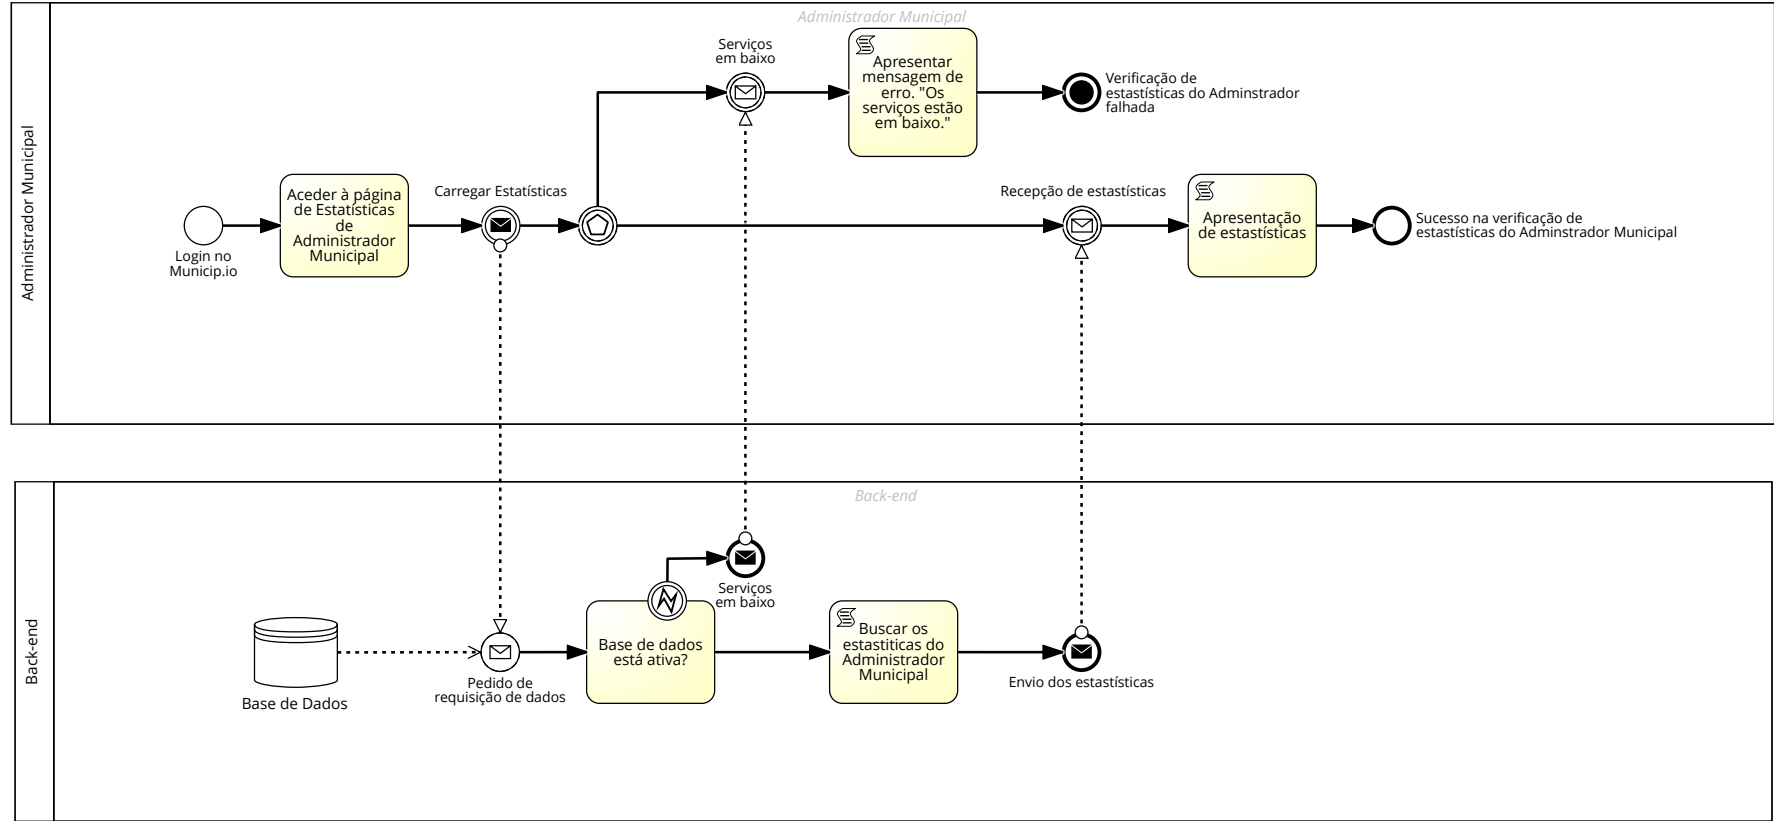 Administrador Municipal
Administrador Municipal
Serviços
em baixo
Apresentar
mensagem de
erro. "Os
serviços estão
em baixo."
Verificação de
estastísticas do Adminstrador
falhada
Login no
Municip.io
Aceder à página
de Estatísticas
de
Administrador
Municipal
Carregar Estatísticas
Recepção de estastísticas
Apresentação
de estastísticas
Sucesso na verificação de
estastísticas do Adminstrador Municipal
Back-end
Back-end
Serviços
em baixo
Base de Dados
Pedido de
requisição de dados
Base de dados
está ativa?
Buscar os
estastiticas do
Administrador
Municipal
Envio dos estastísticas